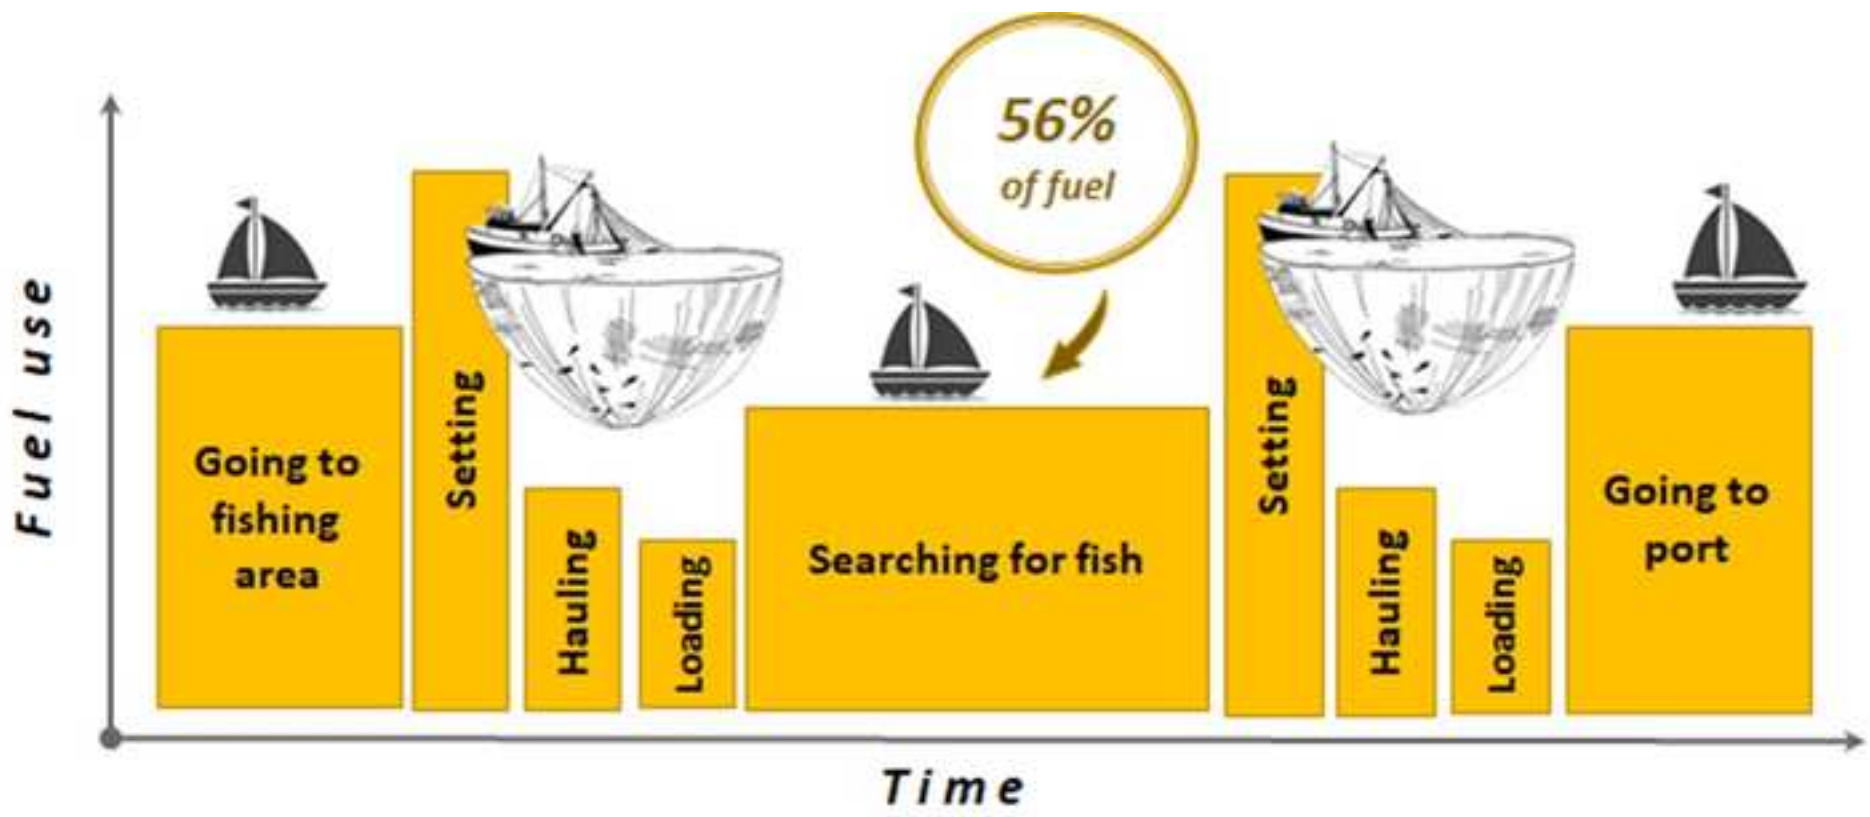 56%
of fuel
Fuel use
Going to
fishing
area
Setting
Hauling
Loading
Searching for fish
Setting
Hauling
Loading
Going to
port
Time